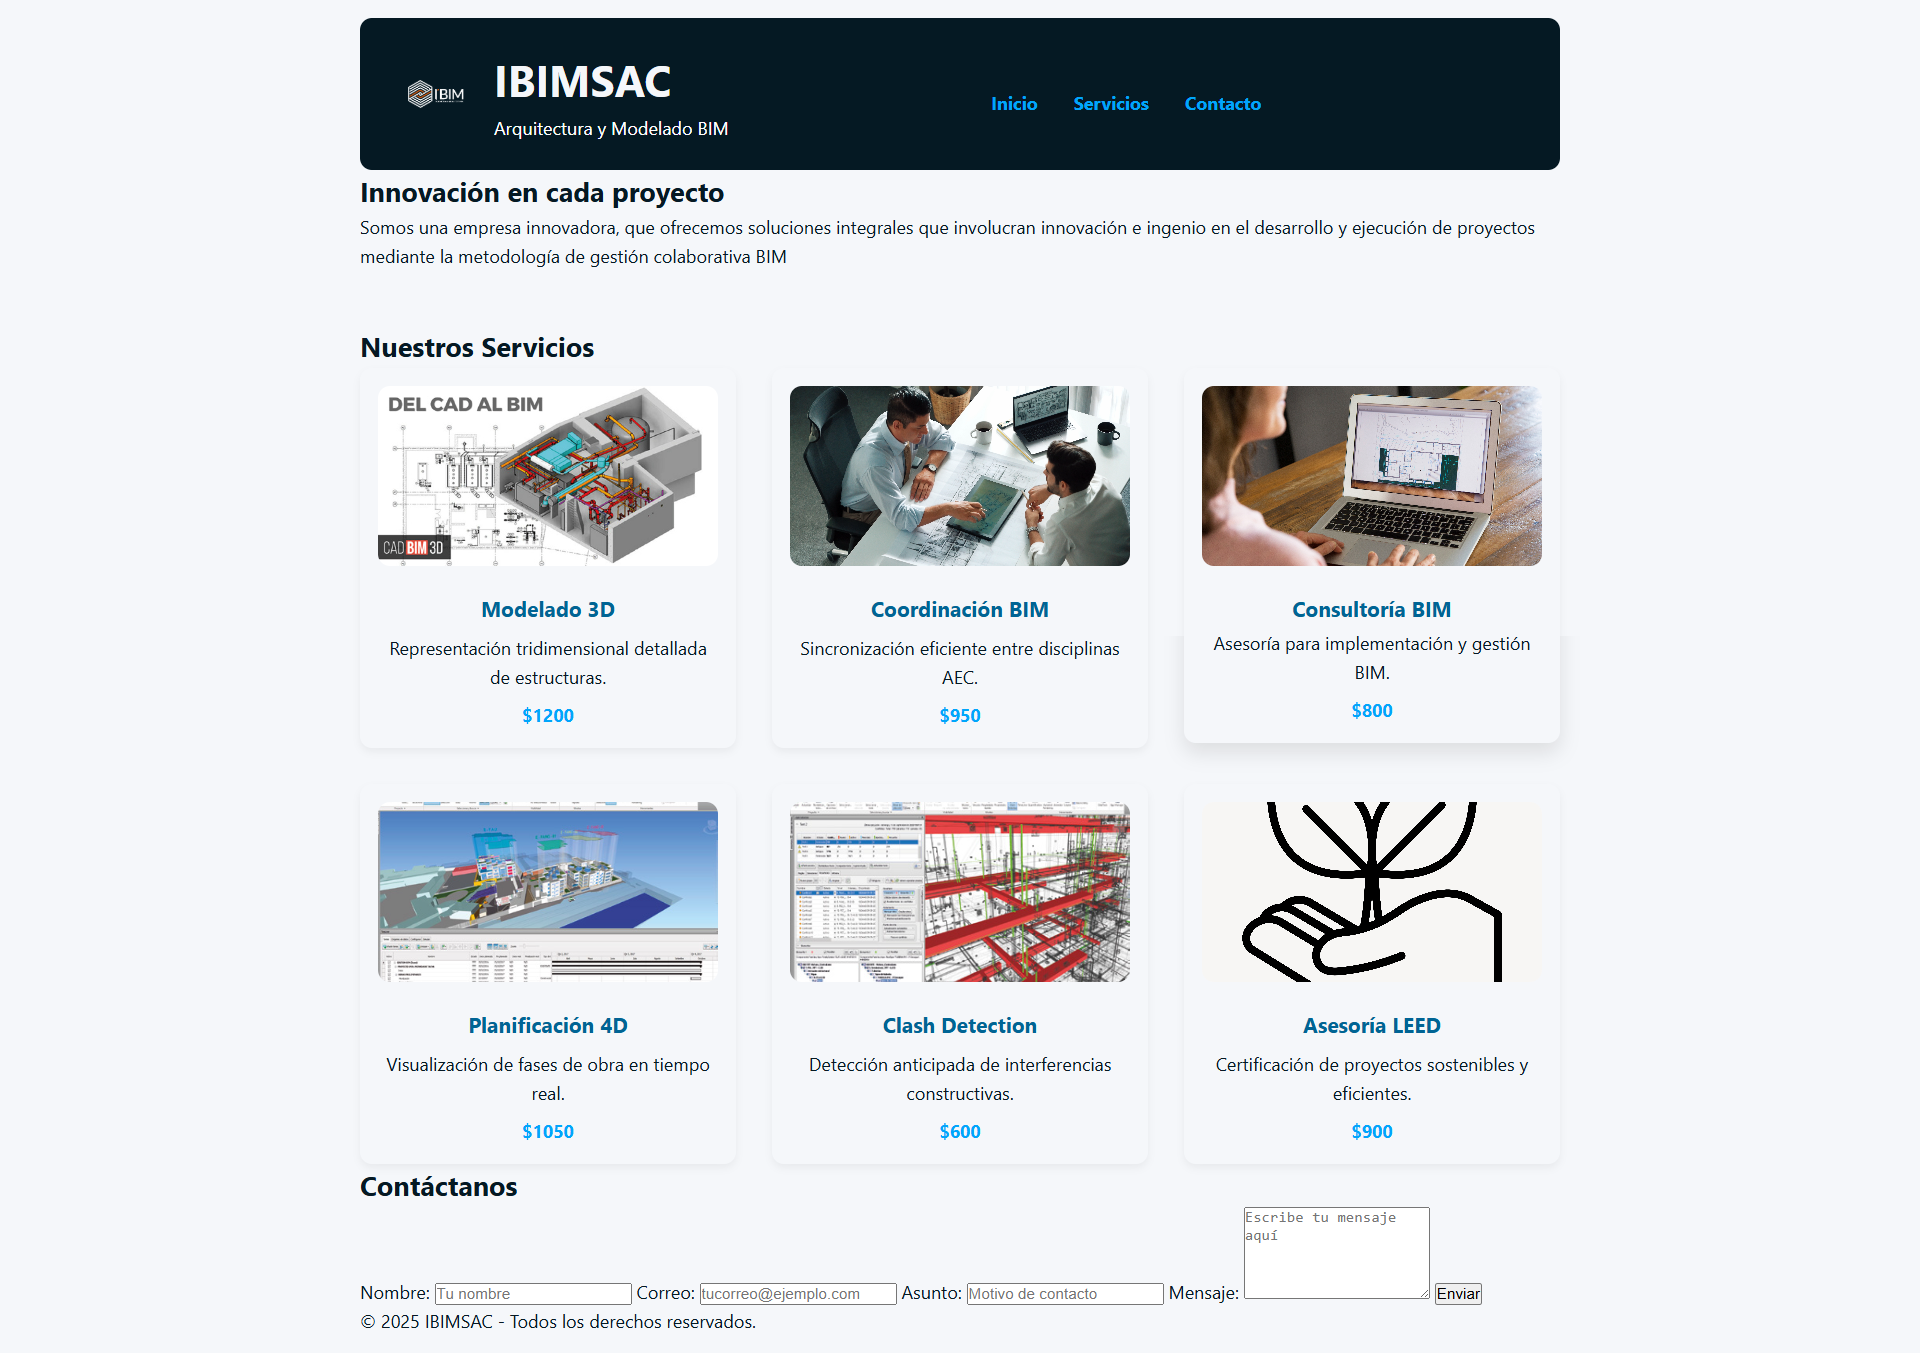 IBIM
IBIMSAC
Arquitectura y Modelado BIM
Inicio
Servicios
Contacto
Innovación en cada proyecto
Somos una empresa innovadora, que ofrecemos soluciones integrales que involucran innovación e ingenio en el desarrollo y ejecución de proyectos
mediante la metodología de gestión colaborativa BIM
Nuestros Servicios
DEL CAD AL BIM
CAD BIM 3D
Modelado 3D
Representación tridimensional detallada
de estructuras.
$1200
Coordinación BIM
Sincronización eficiente entre disciplinas
AEC.
$950
Consultoría BIM
Asesoría para implementación y gestión
BIM.
$800
Planificación 4D
Visualización de fases de obra en tiempo
real.
$1050
Clash Detection
Detección anticipada de interferencias
constructivas.
$600
Asesoría LEED
Certificación de proyectos sostenibles y
eficientes.
$900
Contáctanos
Nombre: Tu nombre Correo: tucorreo@ejemplo.com Asunto: Motivo de contacto Mensaje:
Escribe tu mensaje
aquí
Enviar
© 2025 IBIMSAC - Todos los derechos reservados.